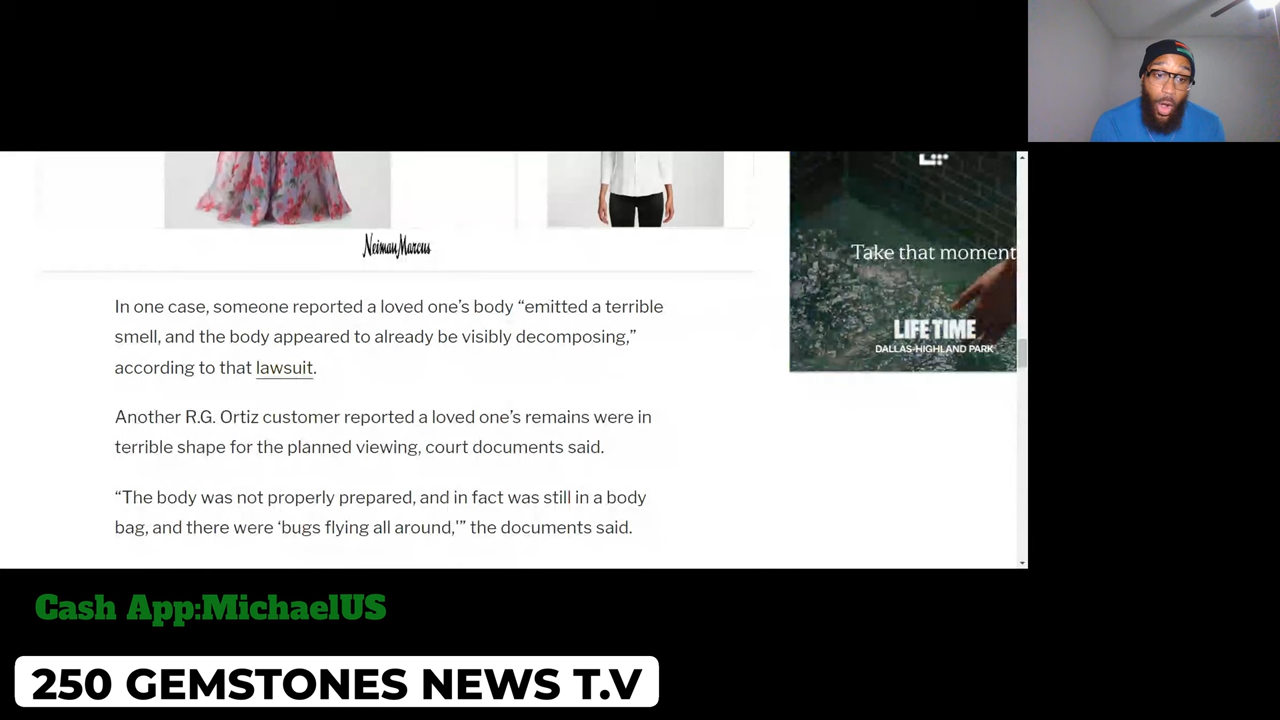 Neiman Marcus
Take that moment
LIFE TIME
DALLAS-HIGHLAND PARK
In one case, someone reported a loved one’s body “emitted a terrible
smell, and the body appeared to already be visibly decomposing,”
according to that lawsuit.
Another R.G. Ortiz customer reported a loved one’s remains were in
terrible shape for the planned viewing, court documents said.
“The body was not properly prepared, and in fact was still in a body
bag, and there were ‘bugs flying all around,'” the documents said.
Cash App:MichaelUS
250 GEMSTONES NEWS T.V